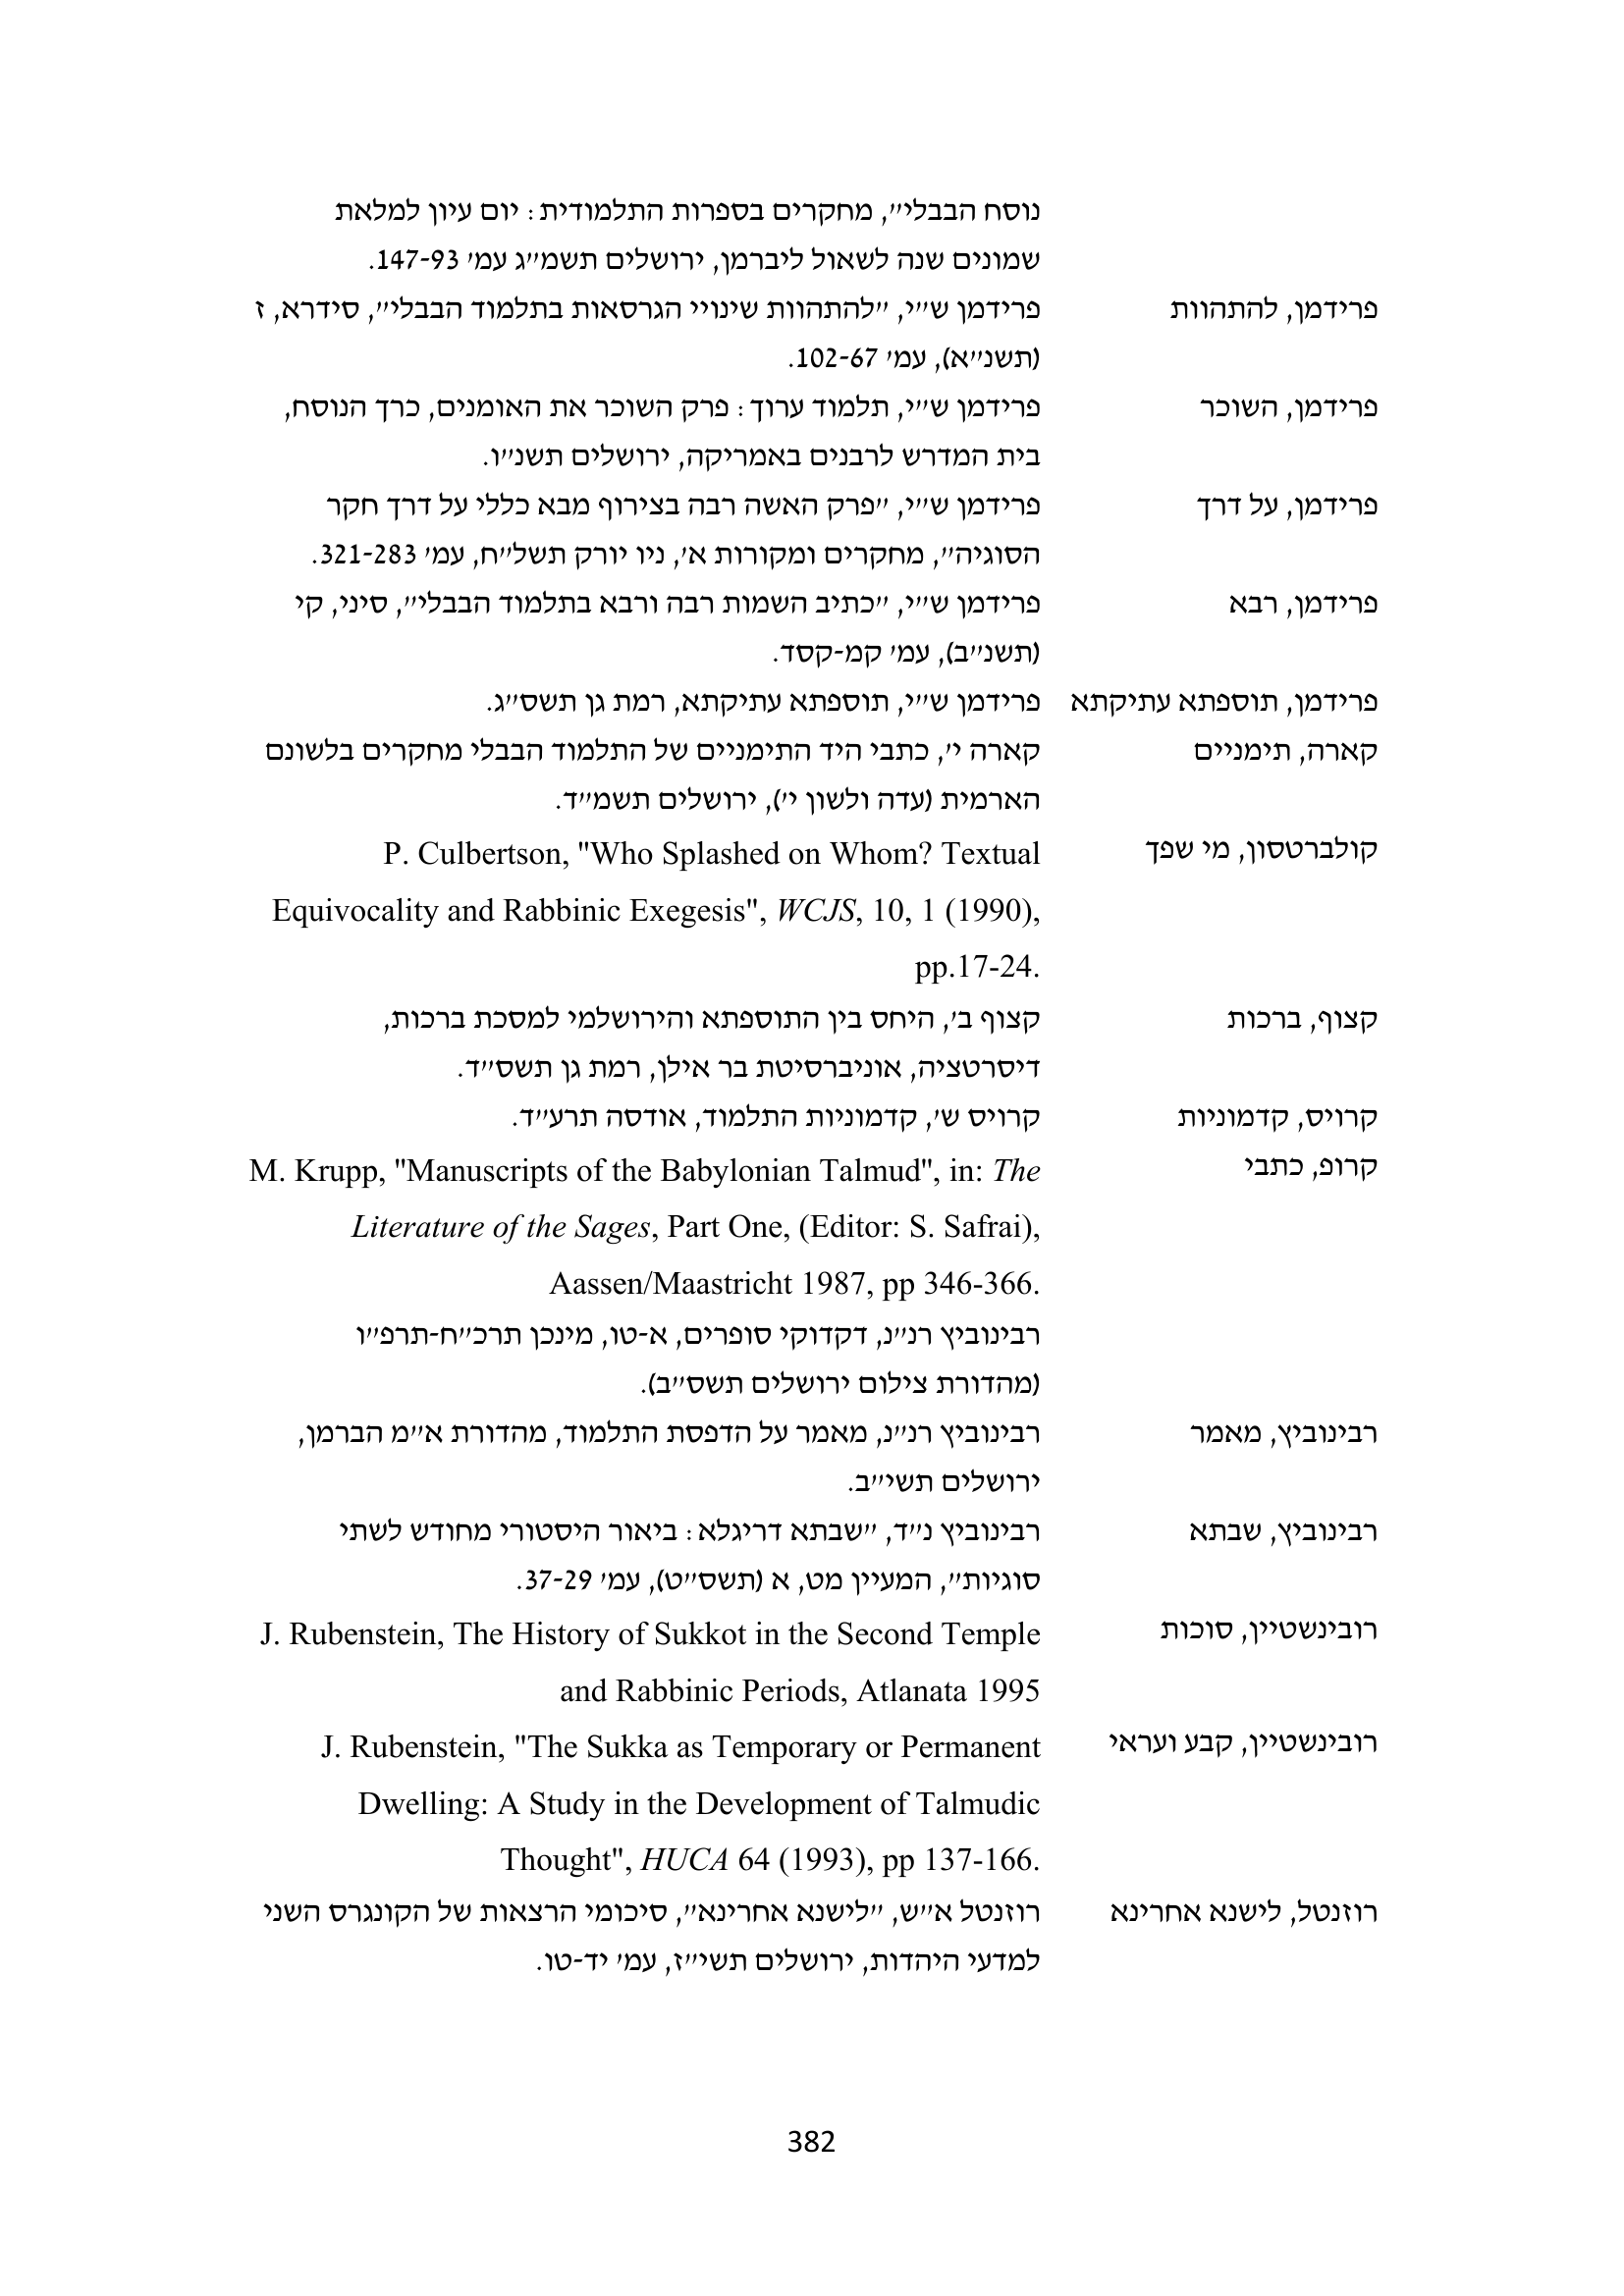 נוסח הבבלי", מחקרים בספרות התלמודית: יום עיון למלאת
שמונים שנה לשאול ליברמן, ירושלים תשמ"ג עמ' 147-93.
פרידמן, להתהוות פרידמן ש"י, "להתהוות שינויי הגרסאות בתלמוד הבבלי", סידרא, ז
(תשנ"א), עמ' 102-67.
פרידמן, השוכר פרידמן ש"י, תלמוד ערוך: פרק השוכר את האומנים, כרך הנוסח,
בית המדרש לרבנים באמריקה, ירושלים תשנ"ו.
פרידמן, על דרך פרידמן ש"י, "פרק האשה רבה בצירוף מבא כללי על דרך חקר
הסוגיה", מחקרים ומקורות א', ניו יורק תשל"ח, עמ' 321-283.
פרידמן, רבא פרידמן ש"י, "כתיב השמות רבה ורבא בתלמוד הבבלי", סיני, קי
(תשנ"ב), עמ' קמ-קסד.
פרידמן, תוספתא עתיקתא פרידמן ש"י, תוספתא עתיקתא, רמת גן תשס"ג.
קארה, תימניים קארה י', כתבי היד התימניים של התלמוד הבבלי מחקרים בלשונם
הארמית (עדה ולשון י'), ירושלים תשמ"ד.
קולברטסון, מי שפך P. Culbertson, "Who Splashed on Whom? Textual
Equivocality and Rabbinic Exegesis", WCJS, 10, 1 (1990),
pp.17-24.
קצוף, ברכות קצוף ב', היחס בין התוספתא והירושלמי למסכת ברכות,
דיסרטציה, אוניברסיטת בר אילן, רמת גן תשס"ד.
קרויס, קדמוניות קרויס ש', קדמוניות התלמוד, אודסה תרע"ד.
קרופ, כתבי M. Krupp, "Manuscripts of the Babylonian Talmud", in: The
Literature of the Sages, Part One, (Editor: S. Safrai),
Aassen/Maastricht 1987, pp 346-366.
רבינוביץ רנ"נ, דקדוקי סופרים, א-טו, מינכן תרכ"ח-תרפ"ו
(מהדורת צילום ירושלים תשס"ב).
רבינוביץ, מאמר רבינוביץ רנ"נ, מאמר על הדפסת התלמוד, מהדורת א"מ הברמן,
ירושלים תשי"ב.
רבינוביץ, שבתא רבינוביץ נ"ד, "שבתא דריגלא: ביאור היסטורי מחודש לשתי
סוגיות", המעיין מט, א (תשס"ט), עמ' 37-29.
רובינשטיין, סוכות J. Rubenstein, The History of Sukkot in the Second Temple
and Rabbinic Periods, Atlanata 1995
רובינשטיין, קבע ועראי J. Rubenstein, "The Sukka as Temporary or Permanent
Dwelling: A Study in the Development of Talmudic
Thought", HUCA 64 (1993), pp 137-166.
רוזנטל, לישנא אחרינא רוזנטל א"ש, "לישנא אחרינא", סיכומי הרצאות של הקונגרס השני
למדעי היהדות, ירושלים תשי"ז, עמ' יד-טו.
382